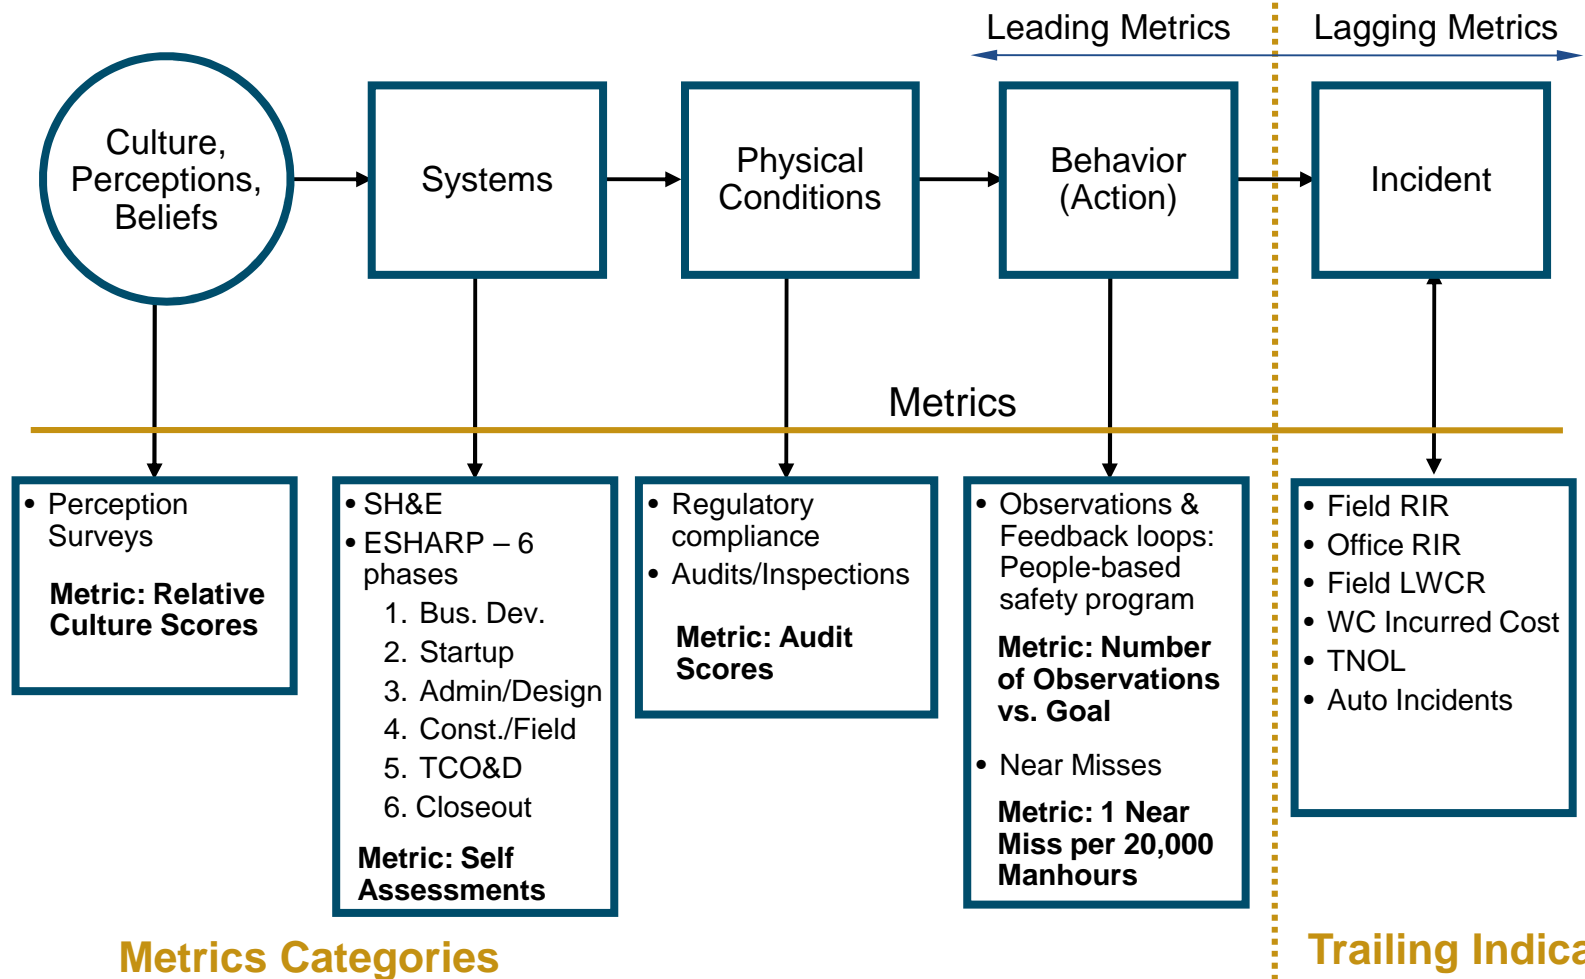 Leading Metrics
Lagging Metrics
Culture,
Perceptions,
Beliefs
Systems
Physical
Conditions
Behavior
(Action)
Incident
Metrics
• Perception
Surveys
Metric: Relative
Culture Scores
• SH&E
• ESHARP – 6
phases
1. Bus. Dev.
2. Startup
3. Admin/Design
4. Const./Field
5. TCO&D
6. Closeout
Metric: Self
Assessments
• Regulatory
compliance
• Audits/Inspections
Metric: Audit
Scores
• Observations &
Feedback loops:
People-based
safety program
Metric: Number
of Observations
vs. Goal
• Near Misses
Metric: 1 Near
Miss per 20,000
Manhours
• Field RIR
• Office RIR
• Field LWCR
• WC Incurred Cost
• TNOL
• Auto Incidents
Metrics Categories
Trailing Indica